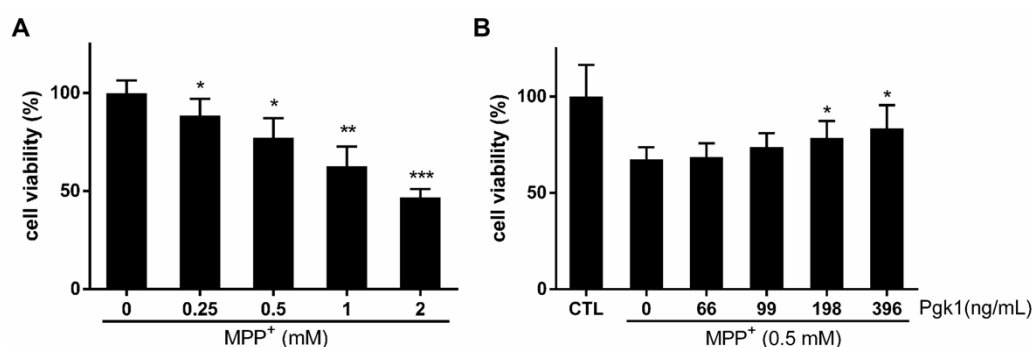 A
cell viability (%)
100
50
0
* * ** ***
0 0.25 0.5 1 2
MPP+ (mM)
B
cell viability (%)
100
50
0
* *
CTL 0 66 99 198 396 Pgk1(ng/mL)
MPP+ (0.5 mM)